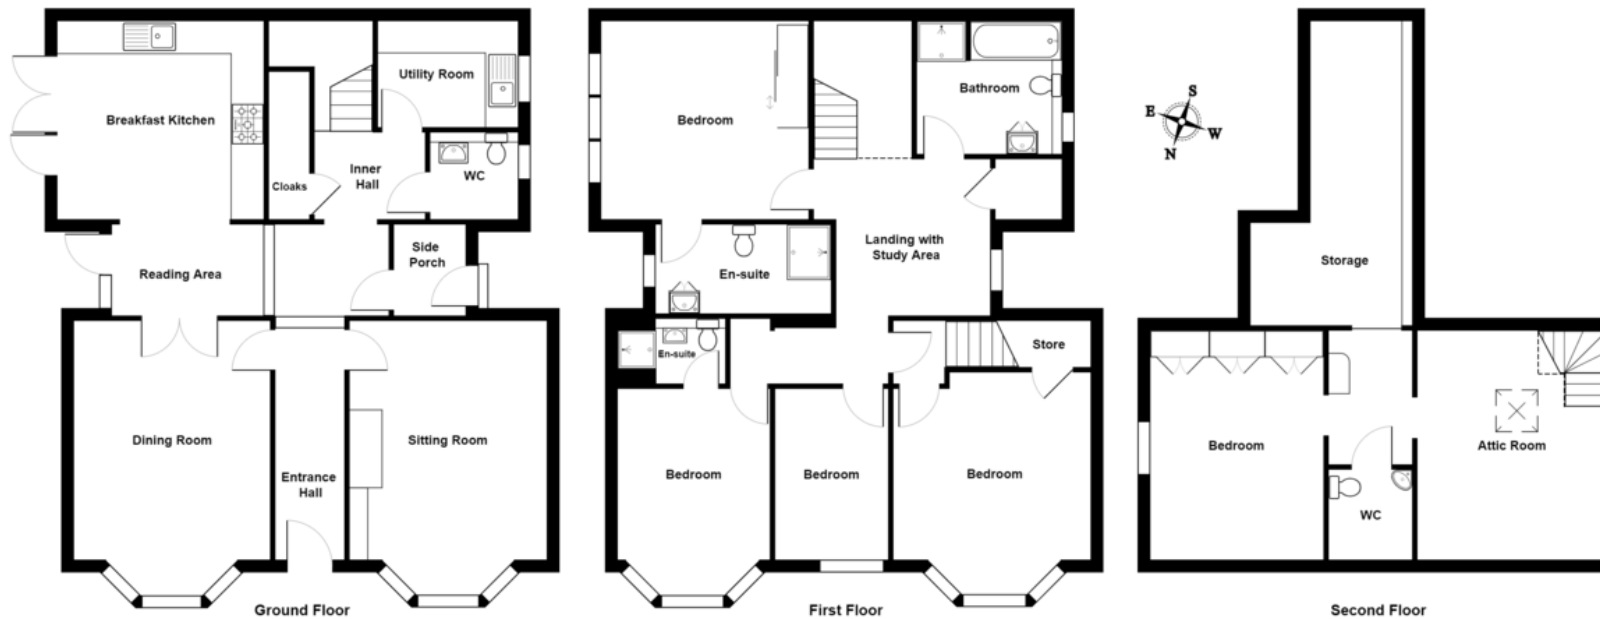 Breakfast Kitchen
Utility Room
Inner
Hall
WC
Cloaks
Side
Porch
Reading Area
Dining Room
Sitting Room
Entrance
Hall
Ground Floor
Bedroom
Bathroom
Landing with
Study Area
En-suite
En-suite
Store
Bedroom
Bedroom
Bedroom
First Floor
S
E
W
N
Storage
Bedroom
Attic Room
WC
Second Floor